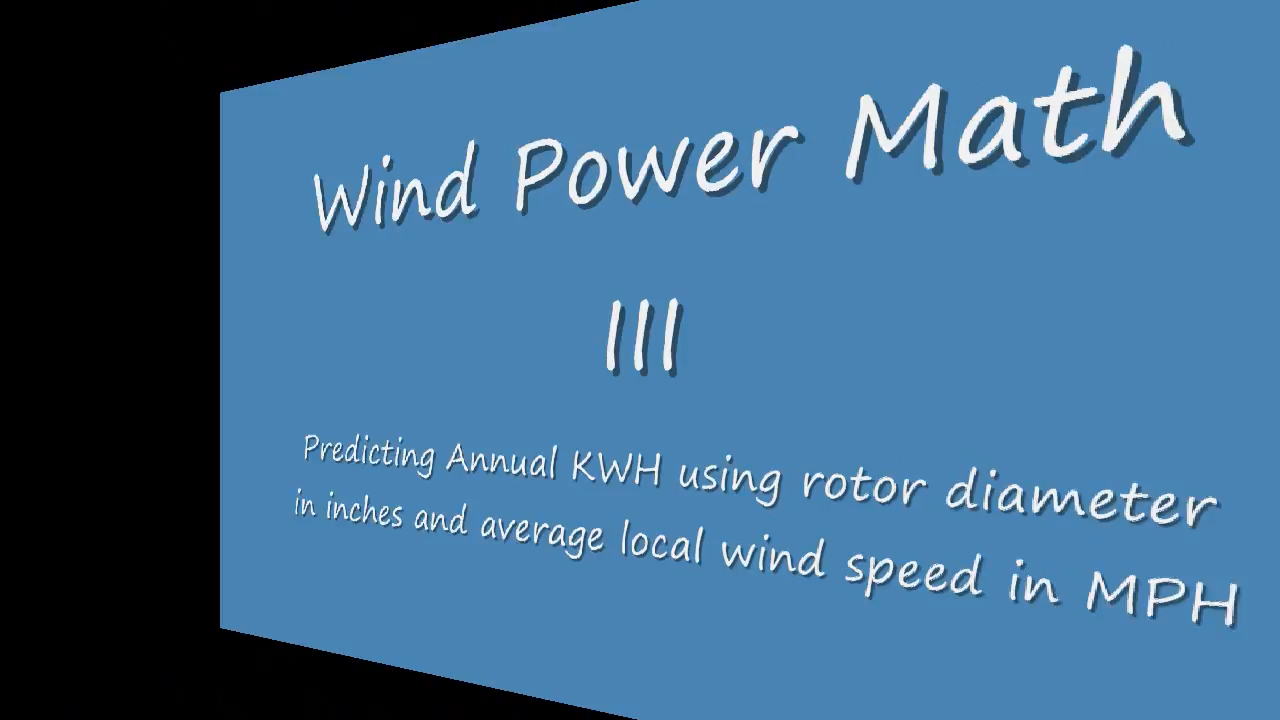 Wind Power Math
III
Predicting Annual KWH using rotor diameter
in inches and average local wind speed in MPH